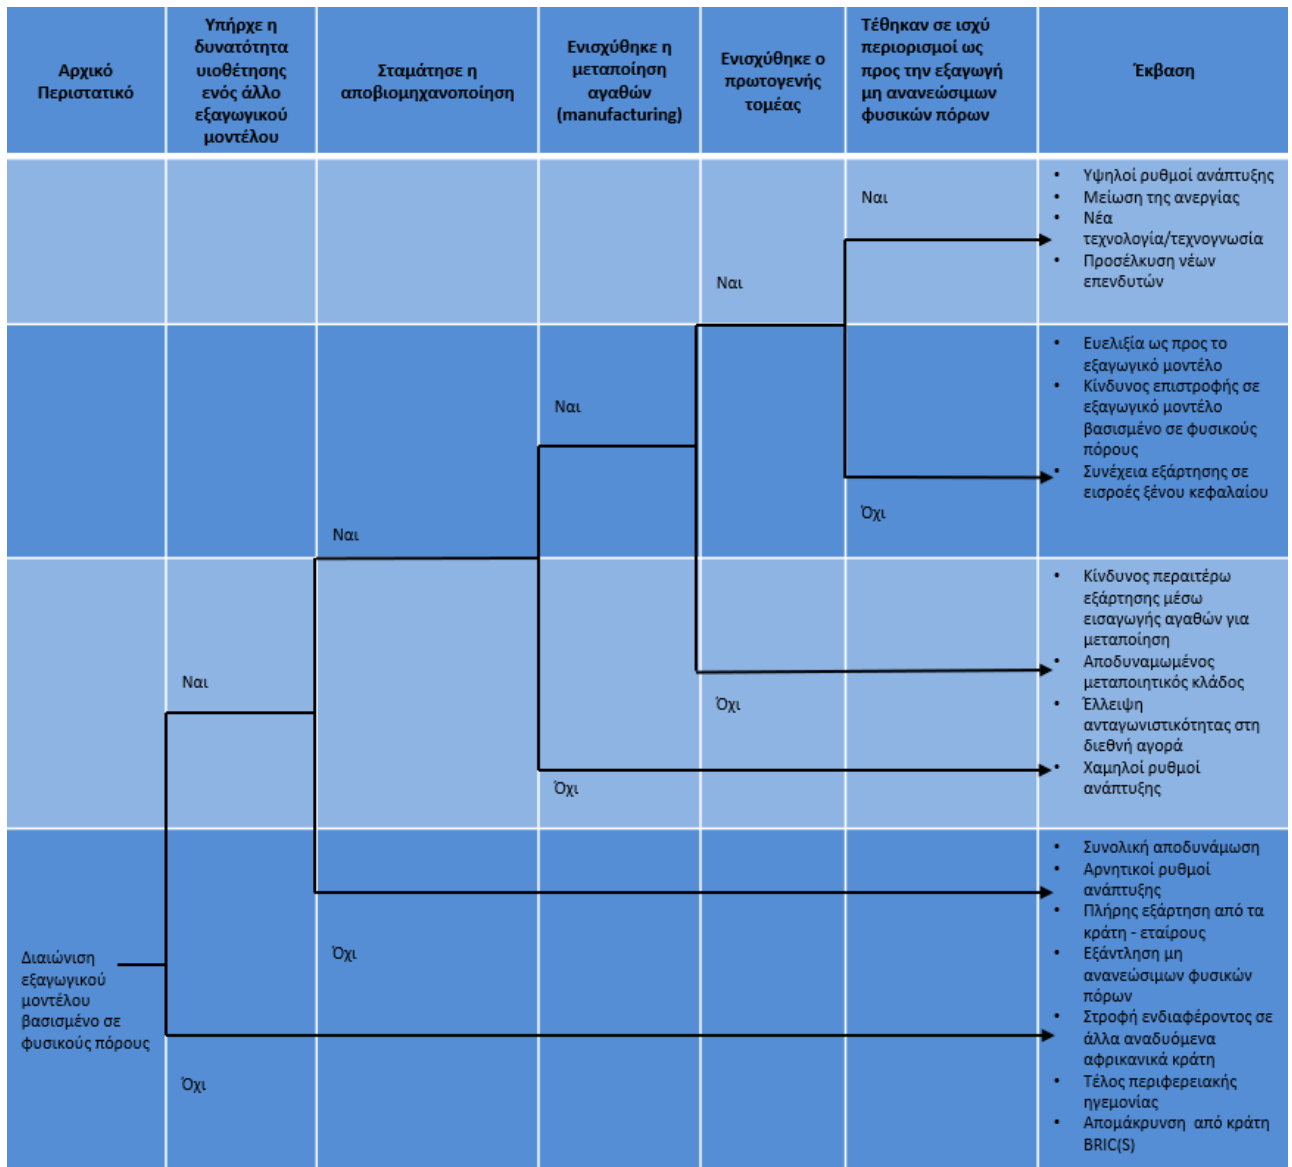 Αρχικό
Περιστατικό
Υπήρχε η
δυνατότητα
υιοθέτησης
ενός άλλο
εξαγωγικού
μοντέλου
Σταμάτησε η
αποβιομηχανοποίηση
Ενισχύθηκε η
μεταποίηση
αγαθών
(manufacturing)
Ενισχύθηκε ο
πρωτογενής
τομέας
Τέθηκαν σε ισχύ
περιορισμοί ως
προς την εξαγωγή
μη ανανεώσιμων
φυσικών πόρων
Έκβαση
Ναι
• Υψηλοί ρυθμοί ανάπτυξης
• Μείωση της ανεργίας
• Νέα
τεχνολογία/τεχνογνωσία
• Προσέλκυση νέων
επενδυτών
Ναι
• Ευελιξία ως προς το
εξαγωγικό μοντέλο
• Κίνδυνος επιστροφής σε
εξαγωγικό μοντέλο
βασισμένο σε φυσικούς
πόρους
• Συνέχεια εξάρτησης σε
εισροές ξένου κεφαλαίου
Ναι
Όχι
Ναι
• Κίνδυνος περαιτέρω
εξάρτησης μέσω
εισαγωγής αγαθών για
μεταποίηση
• Αποδυναμωμένος
μεταποιητικός κλάδος
• Έλλειψη
ανταγωνιστικότητας στη
διεθνή αγορά
• Χαμηλοί ρυθμοί
ανάπτυξης
Ναι
Όχι
Όχι
• Συνολική αποδυνάμωση
• Αρνητικοί ρυθμοί
ανάπτυξης
• Πλήρης εξάρτηση από τα
κράτη - εταίρους
• Εξάντληση μη
ανανεώσιμων φυσικών
πόρων
• Στροφή ενδιαφέροντος σε
άλλα αναδυόμενα
αφρικανικά κράτη
• Τέλος περιφερειακής
ηγεμονίας
• Απομάκρυνση από κράτη
BRIC(S)
Όχι
Διαιώνιση
εξαγωγικού
μοντέλου
βασισμένο σε
φυσικούς πόρους
Όχι